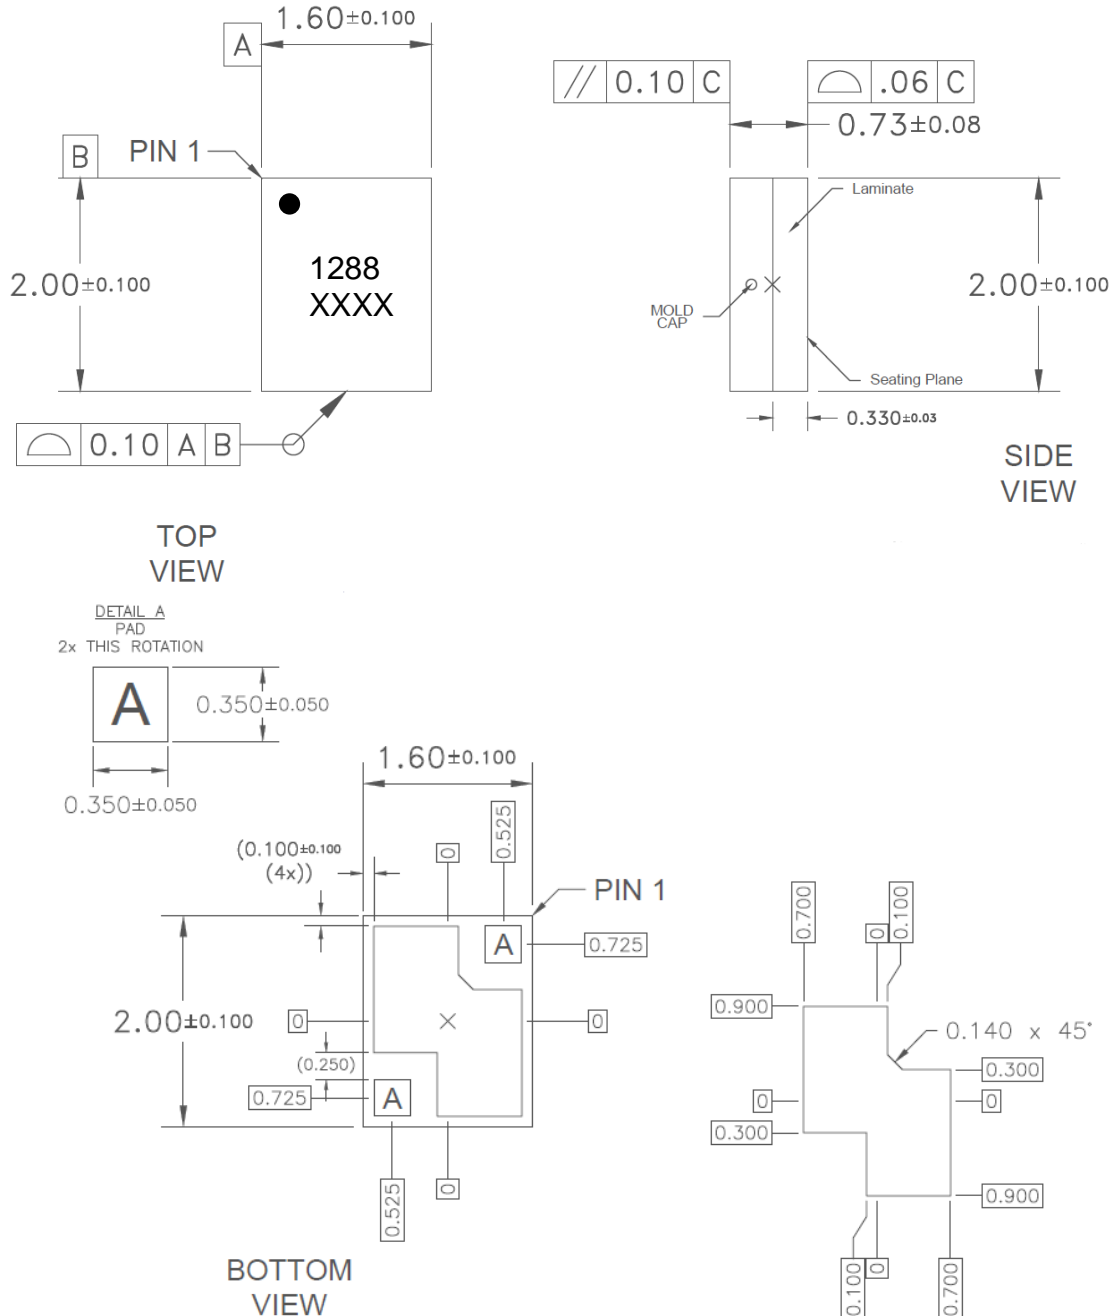 1.60±0.100
A
B
PIN 1
1288
XXXX
2.00±0.100
0.10 A B
TOP
VIEW
// 0.10 C
.06 C
0.73±0.08
Laminate
2.00±0.100
MOLD
CAP
Seating Plane
0.330±0.03
SIDE
VIEW
DETAIL A
PAD
2x THIS ROTATION
A
0.350±0.050
0.350±0.050
1.60±0.100
(0.100±0.100
(4x))
0
0.525
PIN 1
A
0.725
2.00±0.100
0
0
(0.250)
0.725
A
0.525
0
BOTTOM
VIEW
0.700
0
0.100
0.900
0.140 x 45°
0.300
0
0
0.300
0.900
0.100
0
0.700